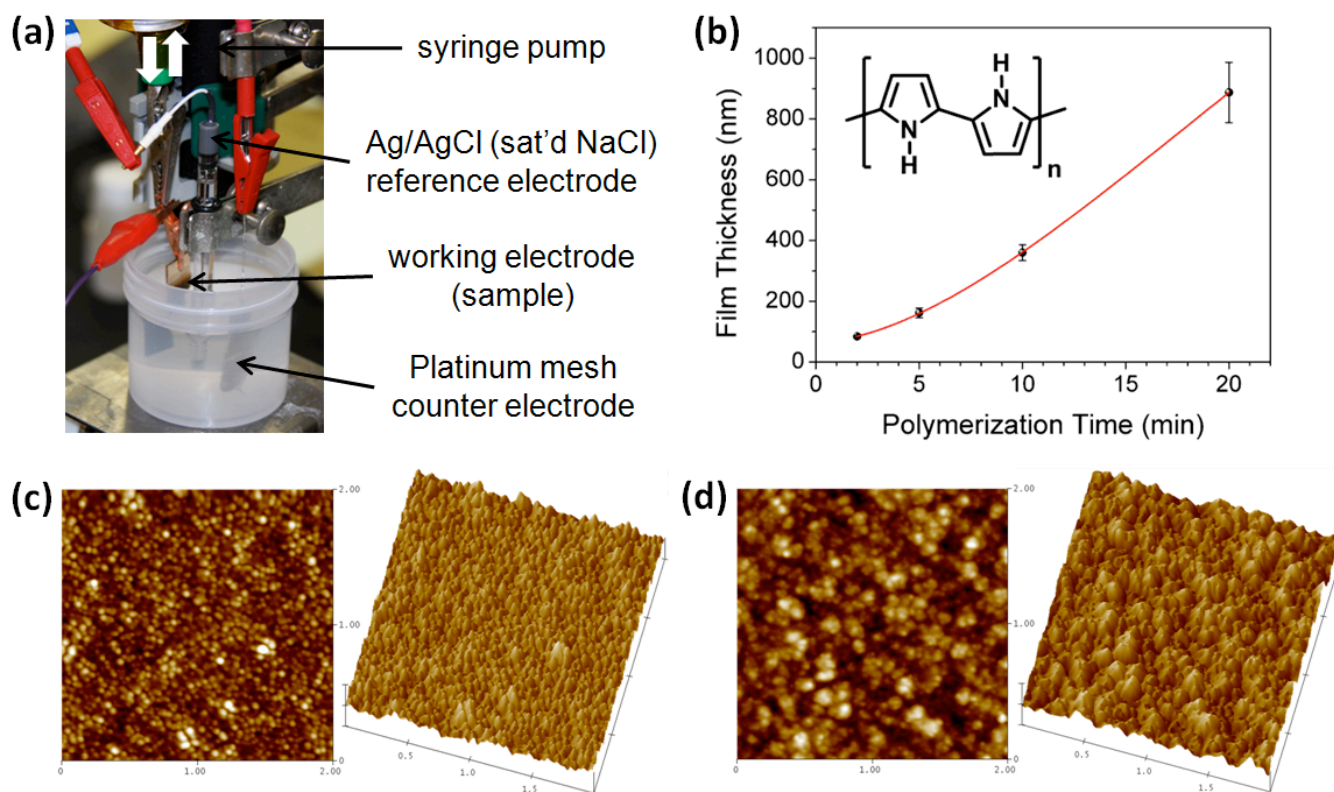 (a)
syringe pump
Ag/AgCl (sat’d NaCl)
reference electrode
working electrode
(sample)
Platinum mesh
counter electrode
(b)
1000
800
600
400
200
0
Film Thickness (nm)
H
N
N
H
n
0
5
10
15
20
Polymerization Time (min)
(c)
2.00
1.00
0
0
1.00
2.00
0.5
1.0
1.5
(d)
2.00
1.00
0
0
1.00
2.00
0.5
1.0
1.5